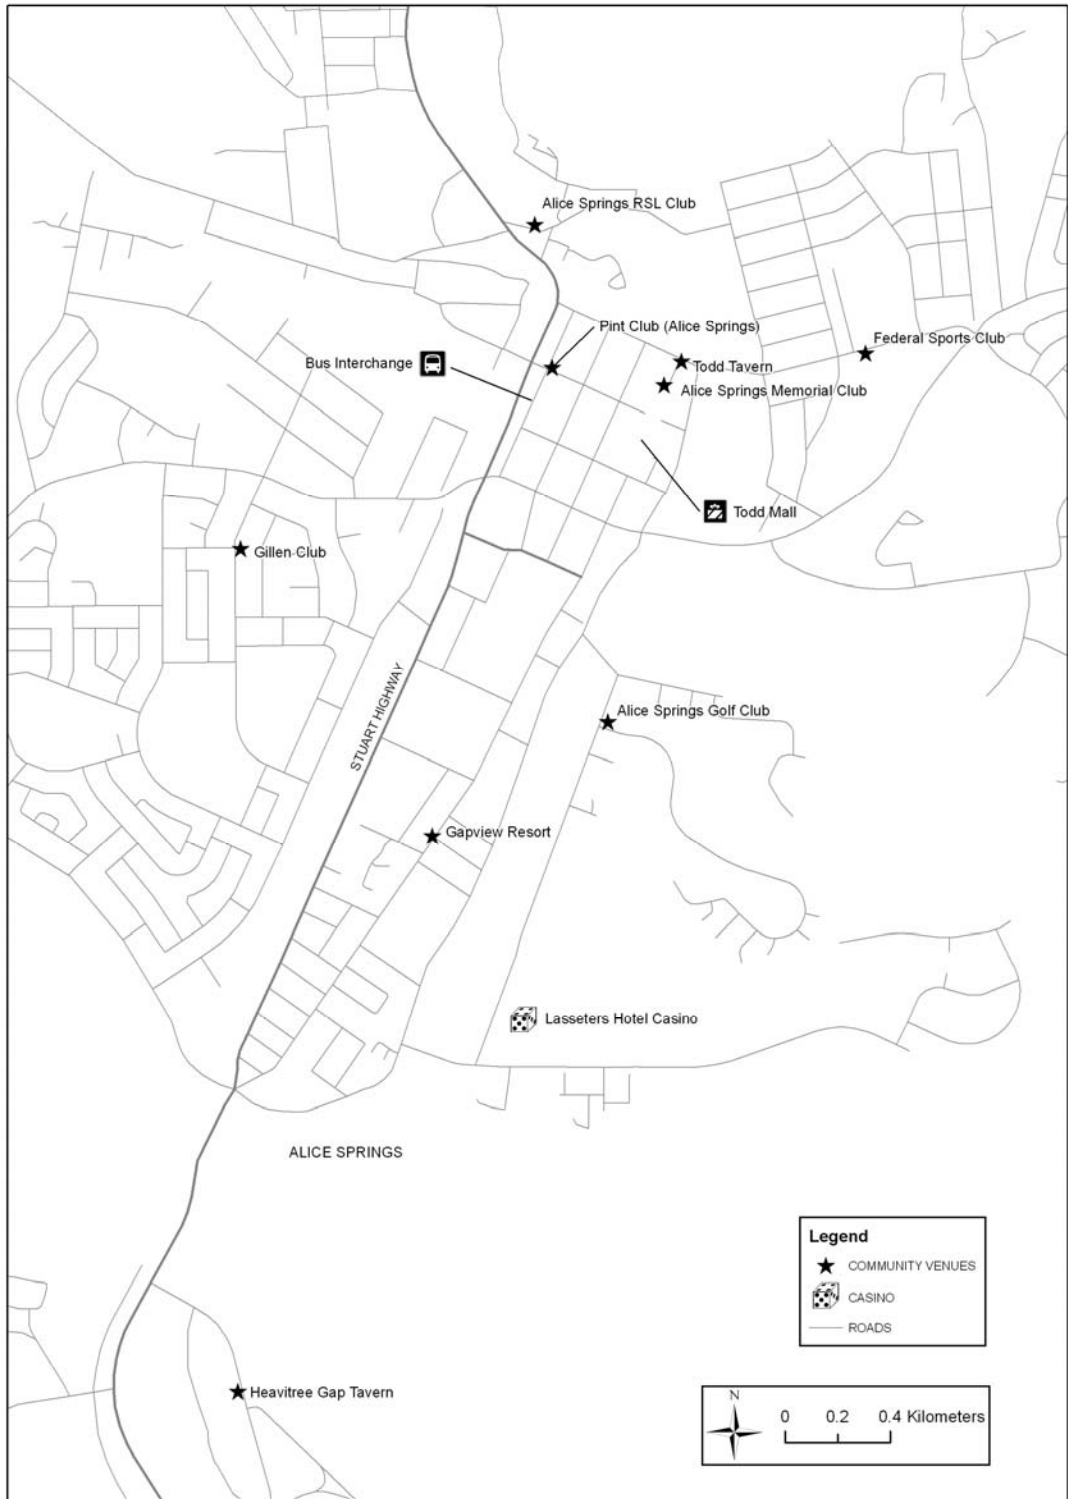 Alice Springs RSL Club
Pint Club (Alice Springs)
Federal Sports Club
Bus Interchange
Todd Tavern
Alice Springs Memorial Club
Todd Mall
Gillen Club
STUART HIGHWAY
Alice Springs Golf Club
Gapview Resort
Lasseters Hotel Casino
ALICE SPRINGS
Legend
COMMUNITY VENUES
CASINO
ROADS
Heavitree Gap Tavern
N
0 0.2 0.4 Kilometers